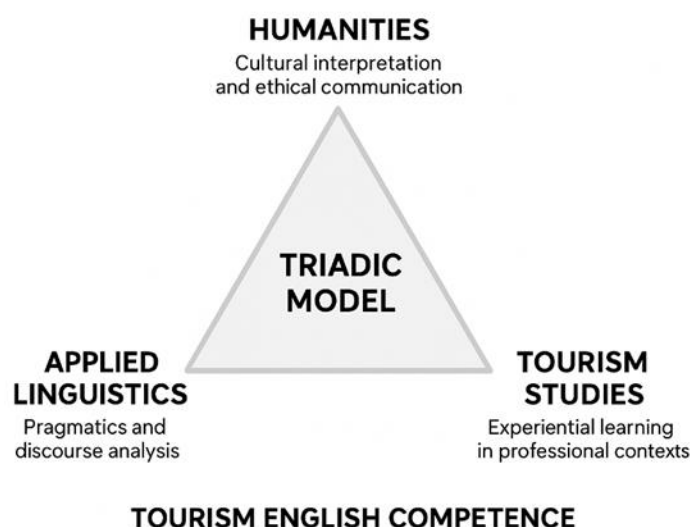 HUMANITIES
Cultural interpretation
and ethical communication
TRIADIC
MODEL
APPLIED
LINGUISTICS
Pragmatics and
discourse analysis
TOURISM
STUDIES
Experiential learning
in professional contexts
TOURISM ENGLISH COMPETENCE